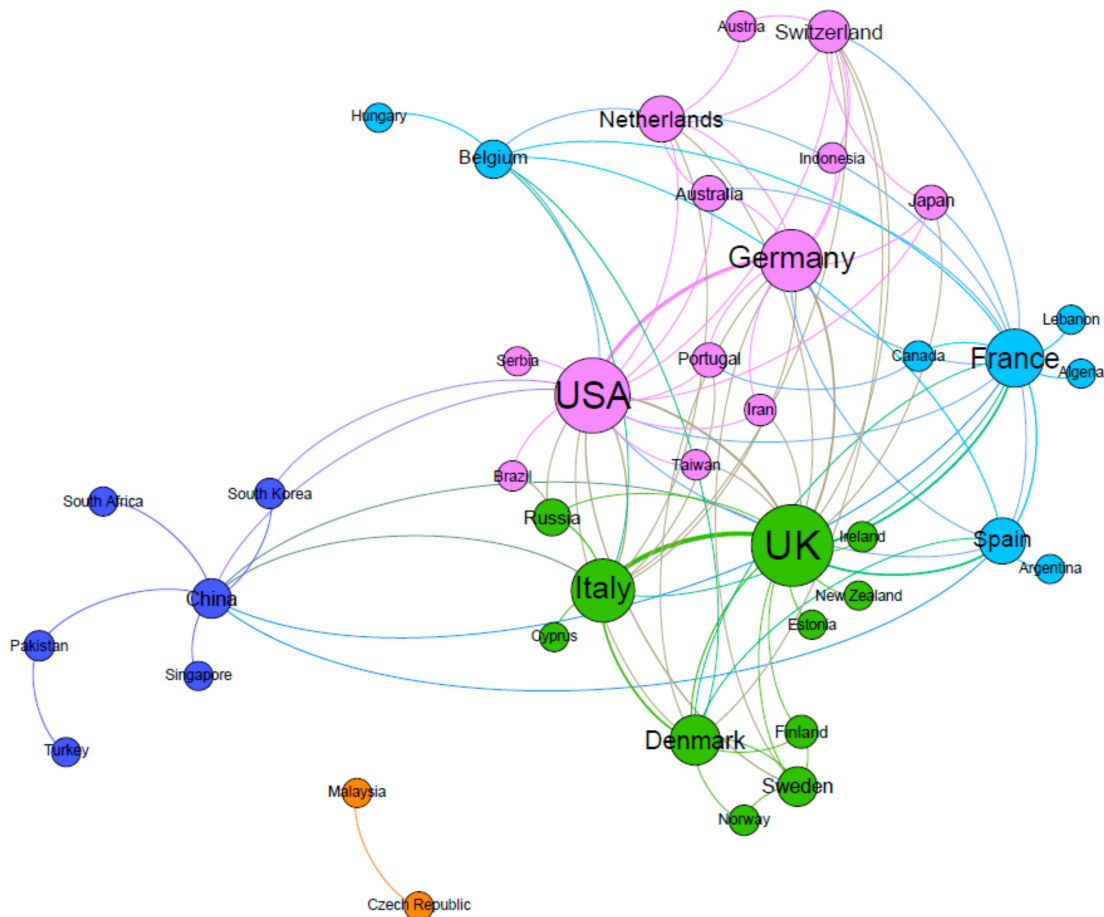 Austria
Switzerland
Hungary
Netherlands
Belgium
Indonesia
Australia
Japan
Germany
Lebanon
Serbia
Portugal
Canada
France
Algeria
USA
Iran
Brazil
Taiwan
South Africa
South Korea
Russia
UK
Ireland
Spain
Argentina
China
Italy
New Zealand
Cyprus
Estonia
Pakistan
Singapore
Turkey
Denmark
Finland
Malaysia
Sweden
Norway
Czech Republic